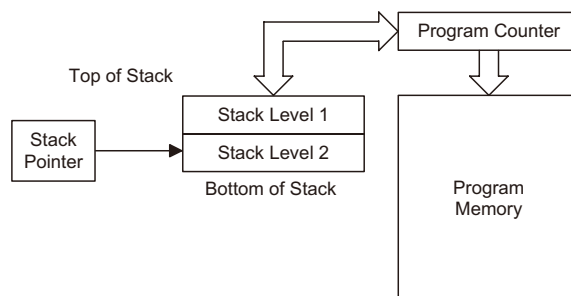 Program Counter
Top of Stack
Stack Level 1
Stack
Pointer
Stack Level 2
Bottom of Stack
Program
Memory